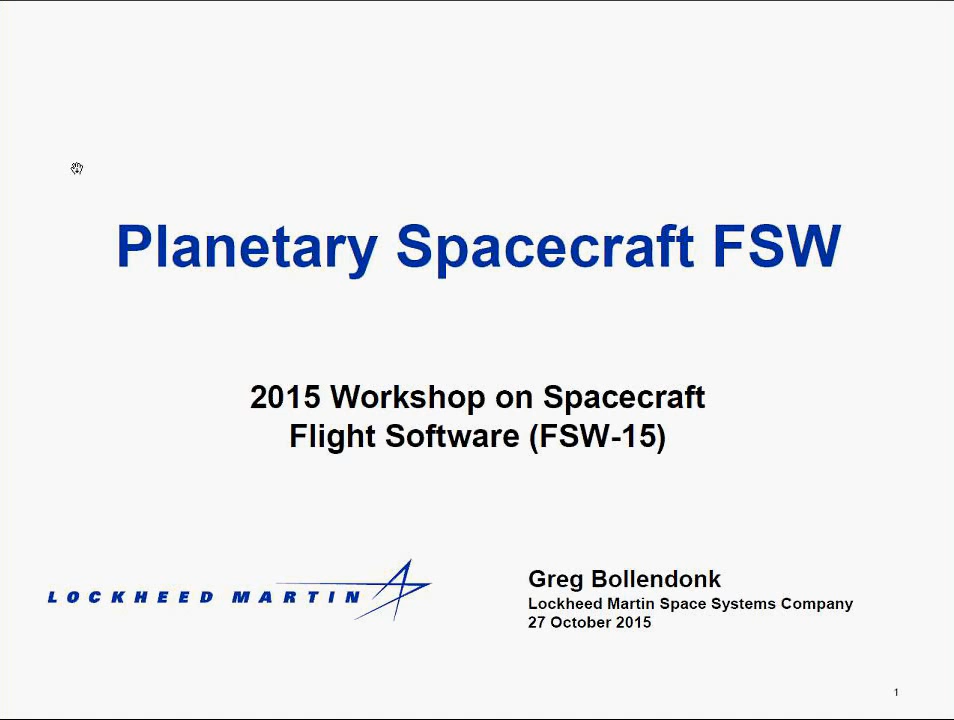 Planetary Spacecraft FSW
2015 Workshop on Spacecraft
Flight Software (FSW-15)
LOCKHEED MARTIN
Greg Bollendonk
Lockheed Martin Space Systems Company
27 October 2015
1